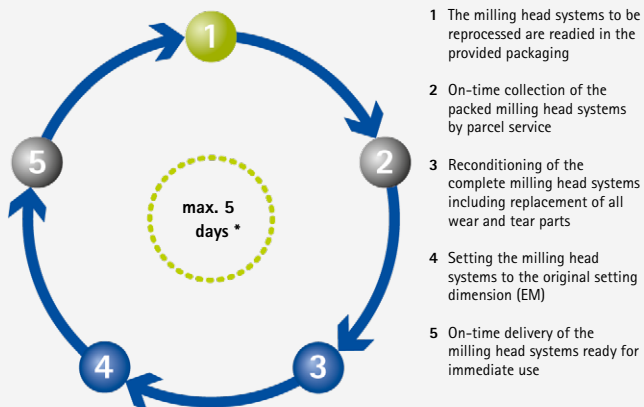 1
2
3
4
5
max. 5
days *
1 The milling head systems to be
reprocessed are readied in the
provided packaging
2 On-time collection of the
packed milling head systems
by parcel service
3 Reconditioning of the
complete milling head systems
including replacement of all
wear and tear parts
4 Setting the milling head
systems to the original setting
dimension (EM)
5 On-time delivery of the
milling head systems ready for
immediate use